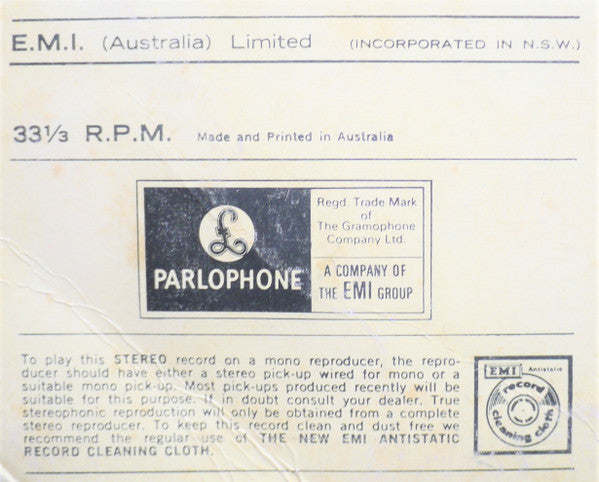 E.M.I. (Australia) Limited (INCORPORATED IN N.S.W.)
33⅓ R.P.M. Made and Printed in Australia
£
PARLOPHONE
Regd. Trade Mark
of
The Gramophone
Company Ltd.
A COMPANY OF
THE EMI GROUP
To play this STEREO record on a mono reproducer, the repro-
ducer should have either a stereo pick-up wired for mono or a
suitable mono pick-up. Most pick-ups produced recently will be
suitable for this purpose. If in doubt consult your dealer. True
stereophonic reproduction will only be obtained from a complete
stereo reproducer. To keep this record clean and dust free we
recommend the regular use of THE NEW EMI ANTISTATIC
RECORD CLEANING CLOTH.
EMI Antistatic
record
cleaning cloth